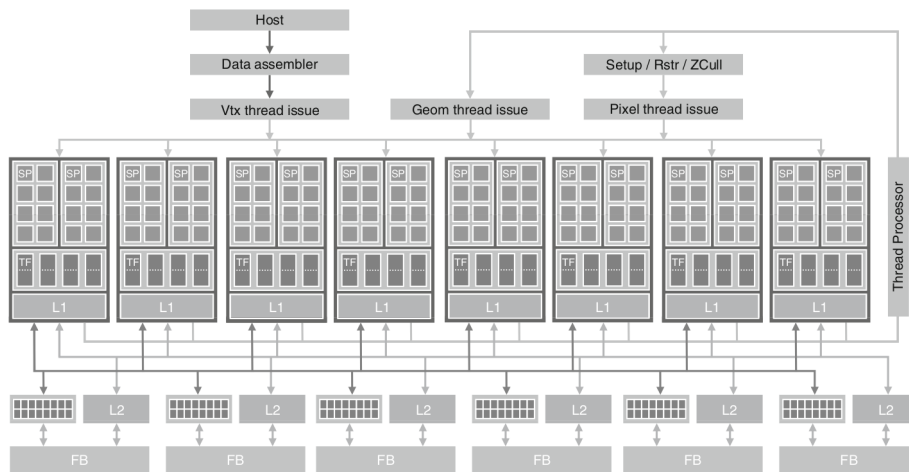 Host
Data assembler
Setup / Rstr / ZCull
Vtx thread issue
Geom thread issue
Pixel thread issue
SP SP SP SP SP SP SP SP SP SP SP SP SP SP SP SP
Thread Processor
TF TF TF TF TF TF TF TF
L1 L1 L1 L1 L1 L1 L1 L1
L2 L2 L2 L2 L2 L2
FB FB FB FB FB FB